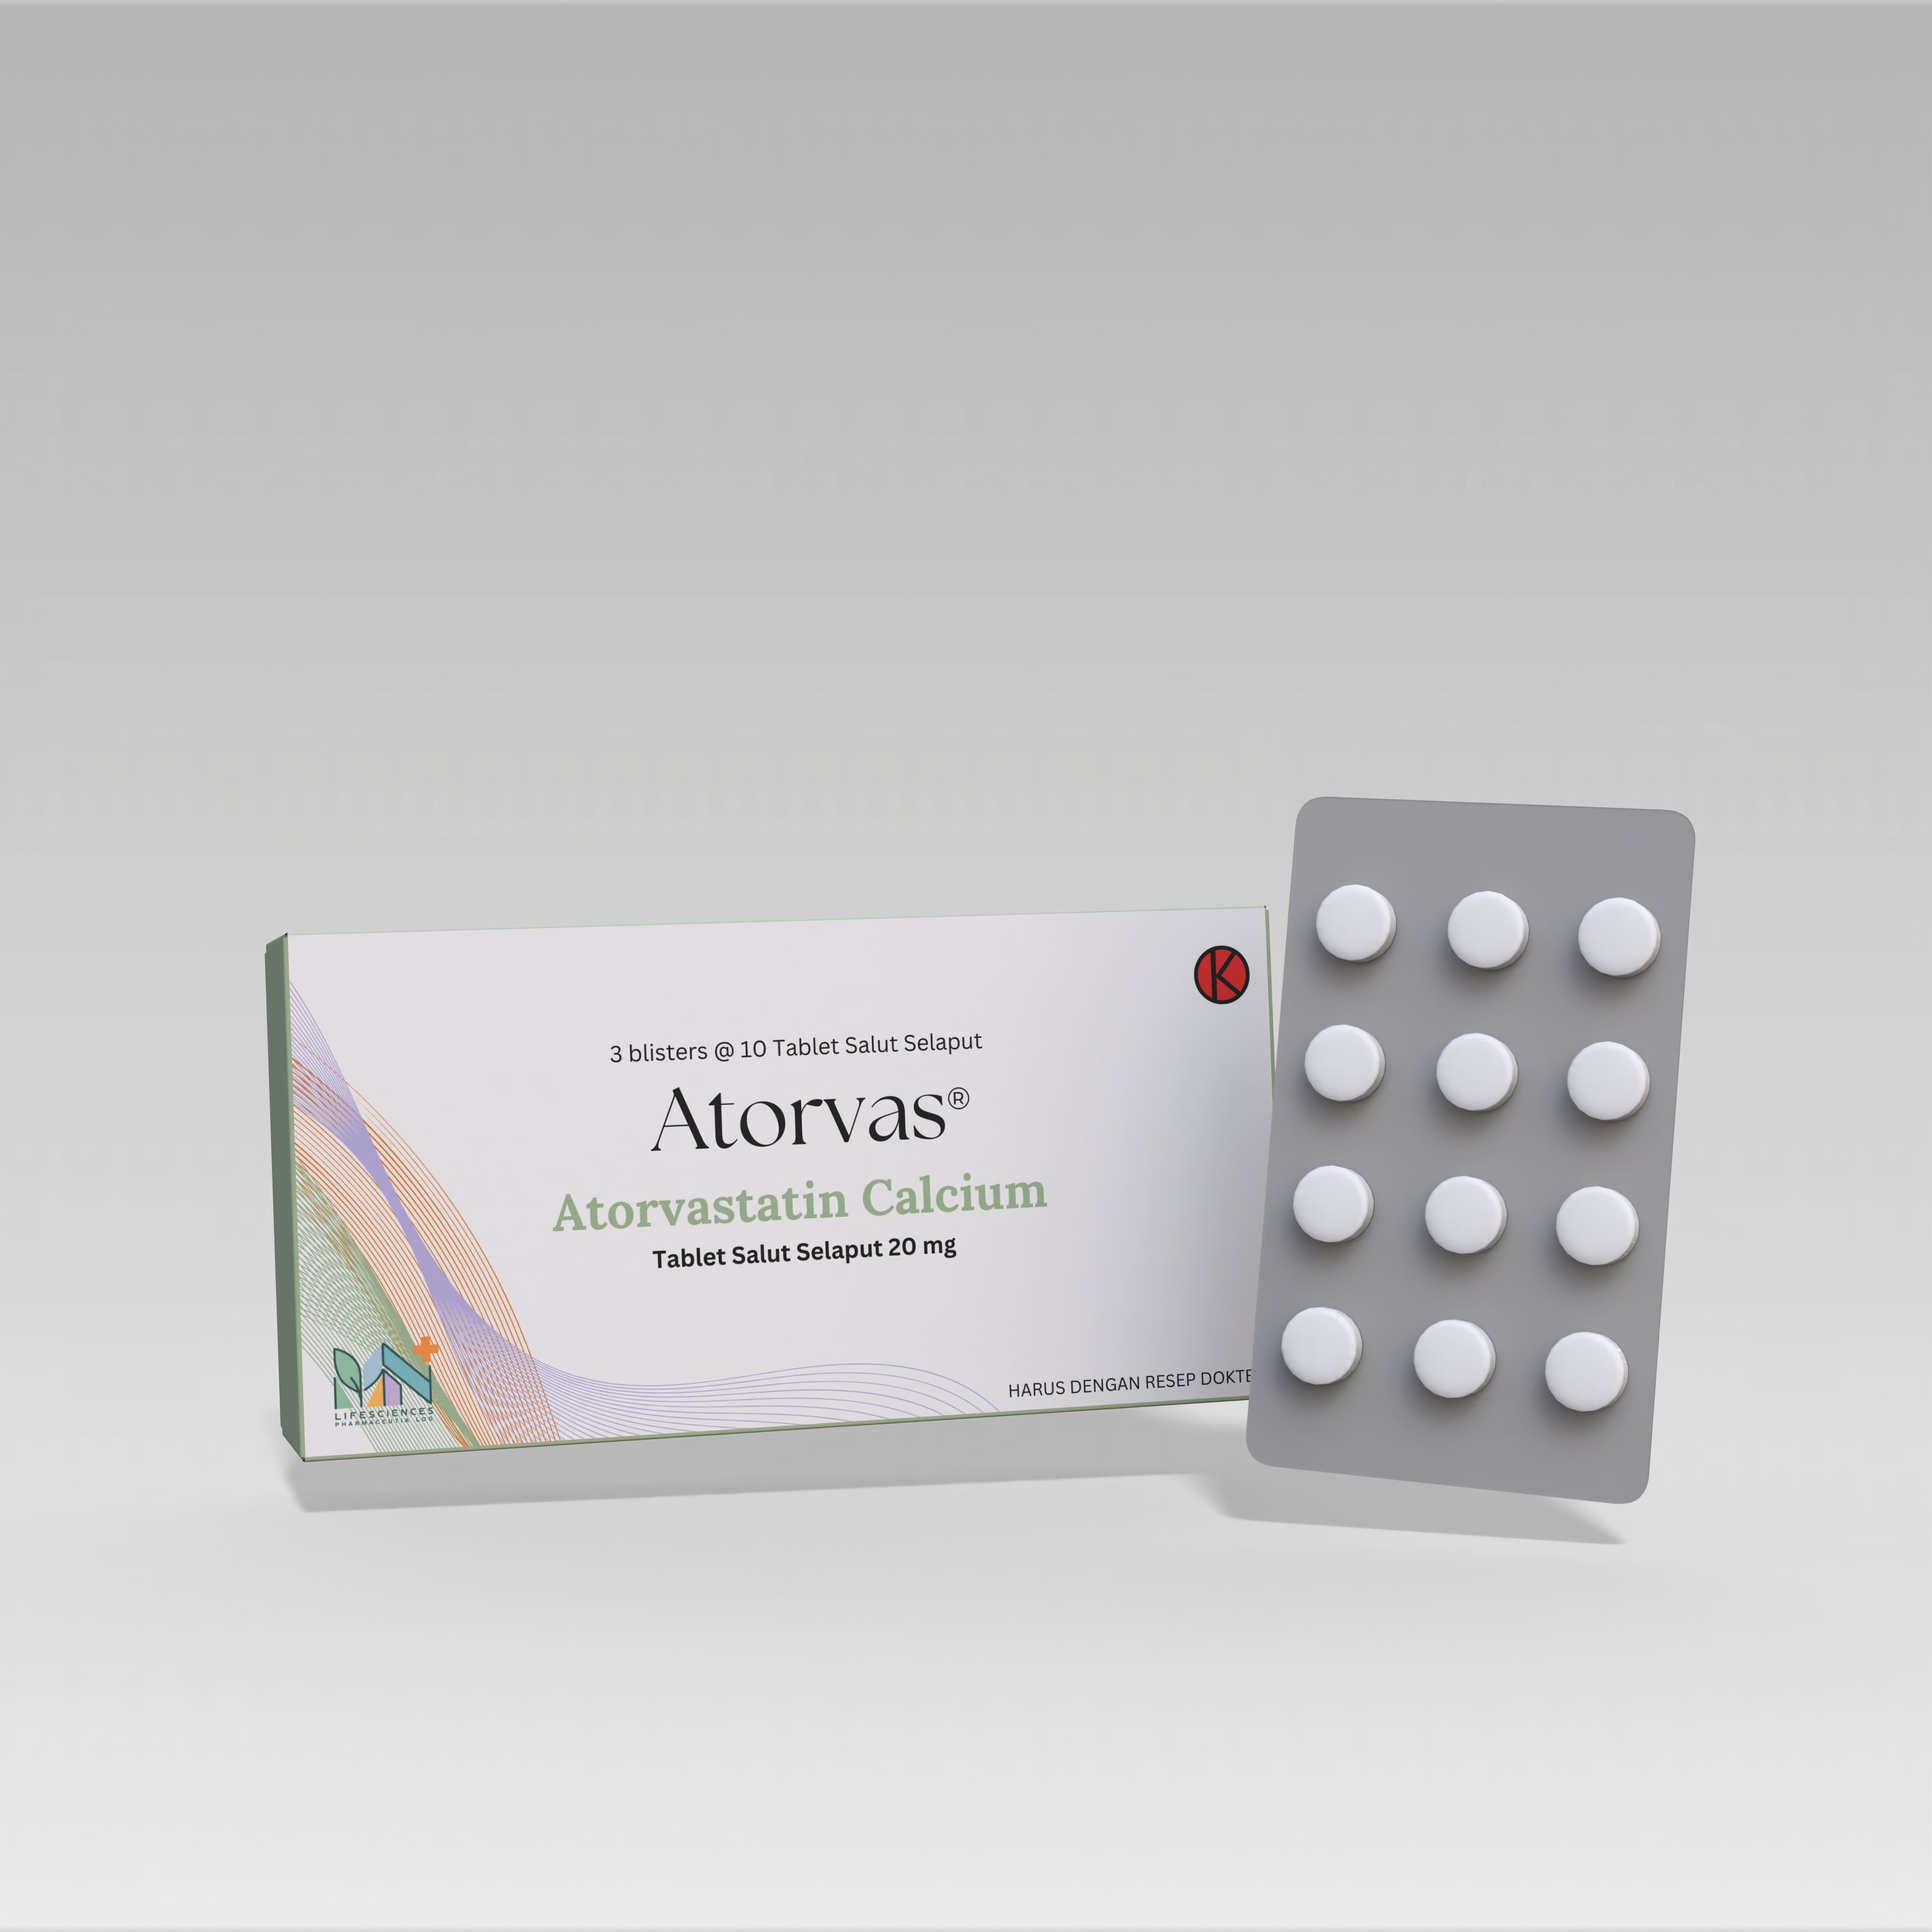 K
3 blisters @ 10 Tablet Salut Selaput
Atorvas®
Atorvastatin Calcium
Tablet Salut Selaput 20 mg
HARUS DENGAN RESEP DOKTE
LIFESCIENCES